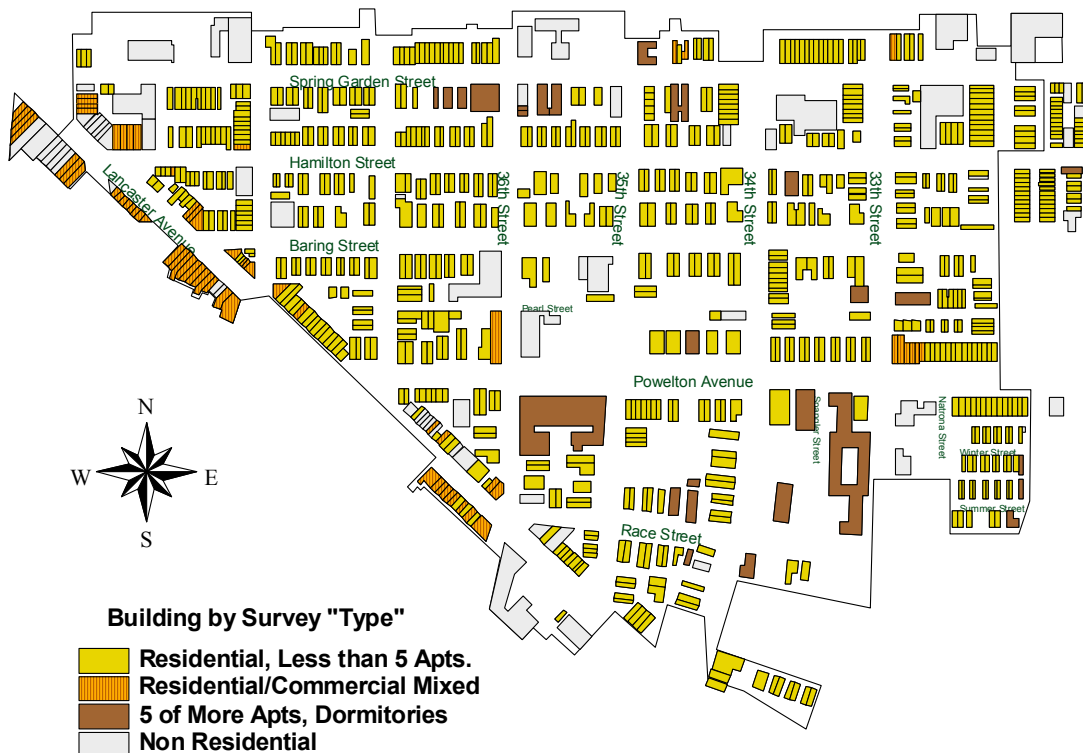 Spring Garden Street
Hamilton Street
Lancaster Avenue
36th Street
35th Street
34th Street
33th Street
Baring Street
Pearl Street
Powelton Avenue
Spangler Street
Natrona Street
Winter Street
Summer Street
Race Street
N
W
E
S
Building by Survey "Type"
Residential, Less than 5 Apts.
Residential/Commercial Mixed
5 of More Apts, Dormitories
Non Residential